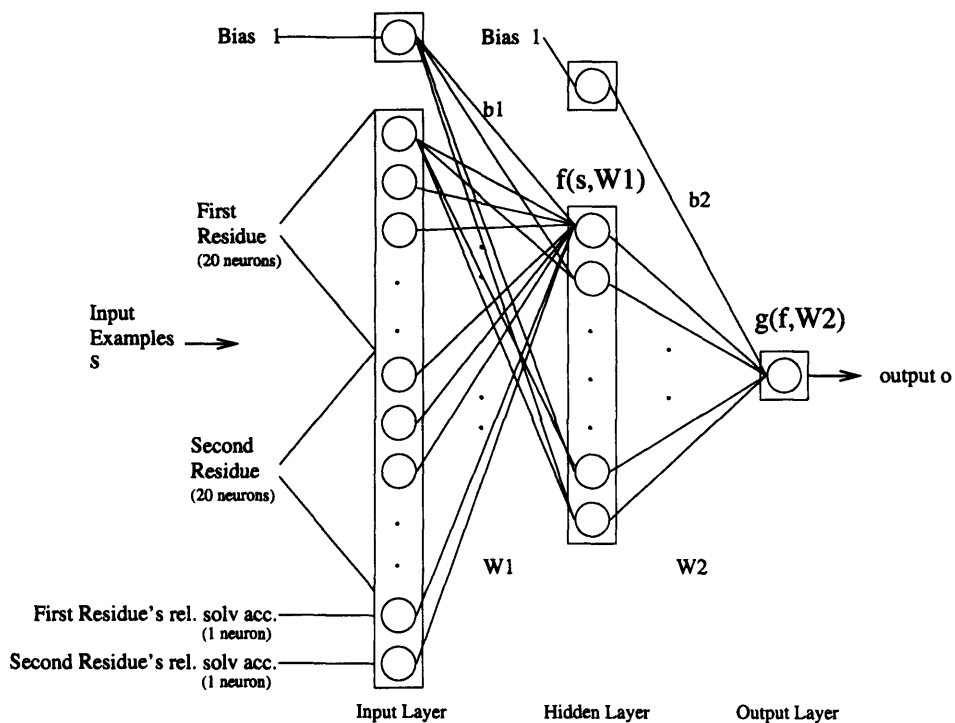 Bias 1
Bias 1
b1
f(s,W1)
b2
First
Residue
(20 neurons)
Input
Examples
S
g(f,W2)
output o
Second
Residue
(20 neurons)
W1
W2
First Residue's rel. solv acc.
(1 neuron)
Second Residue's rel. solv acc.
(1 neuron)
Input Layer
Hidden Layer
Output Layer